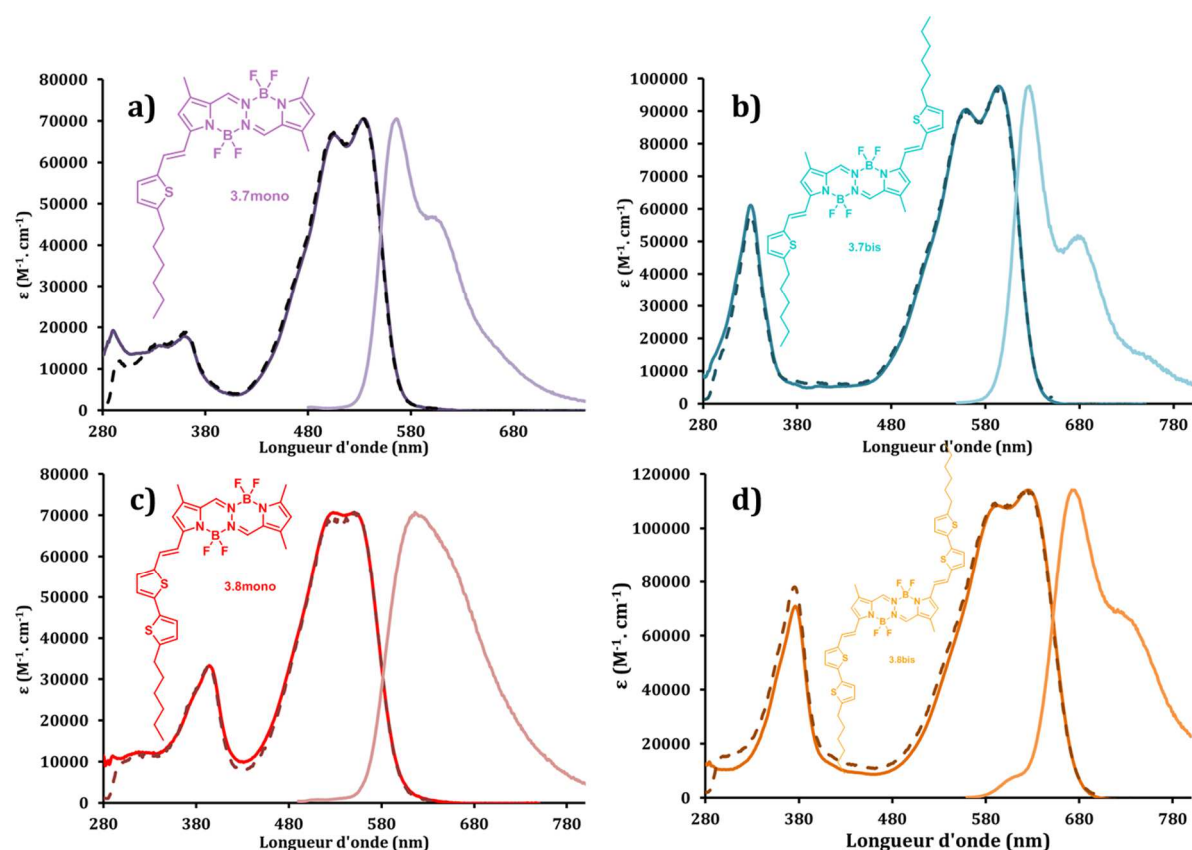 a)
ε (M⁻¹. cm⁻¹)
80000
70000
60000
50000
40000
30000
20000
10000
0
280 380 480 580 680
Longueur d'onde (nm)
F F
B
N N
N N
B
F F
S
3.7mono
b)
ε (M⁻¹. cm⁻¹)
100000
90000
80000
70000
60000
50000
40000
30000
20000
10000
0
280 380 480 580 680 780
Longueur d'onde (nm)
S
F F
B
N N
N N
B
F F
S
3.7bis
c)
ε (M⁻¹. cm⁻¹)
80000
70000
60000
50000
40000
30000
20000
10000
0
280 380 480 580 680 780
Longueur d'onde (nm)
F F
B
N N
N N
B
F F
S
S
3.8mono
d)
ε (M⁻¹. cm⁻¹)
120000
100000
80000
60000
40000
20000
0
280 380 480 580 680 780
Longueur d'onde (nm)
S
S
F F
B
N N
N N
B
F F
S
S
3.8bis